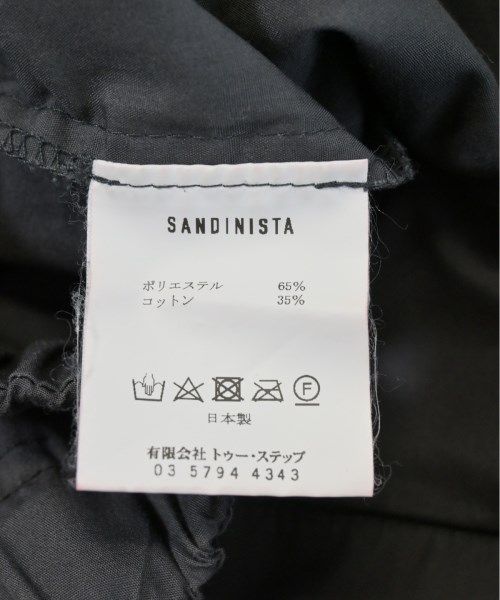 SANDINISTA
ポリエステル 65%
コットン 35%
F
日本製
有限会社トゥー・ステップ
03 5794 4343